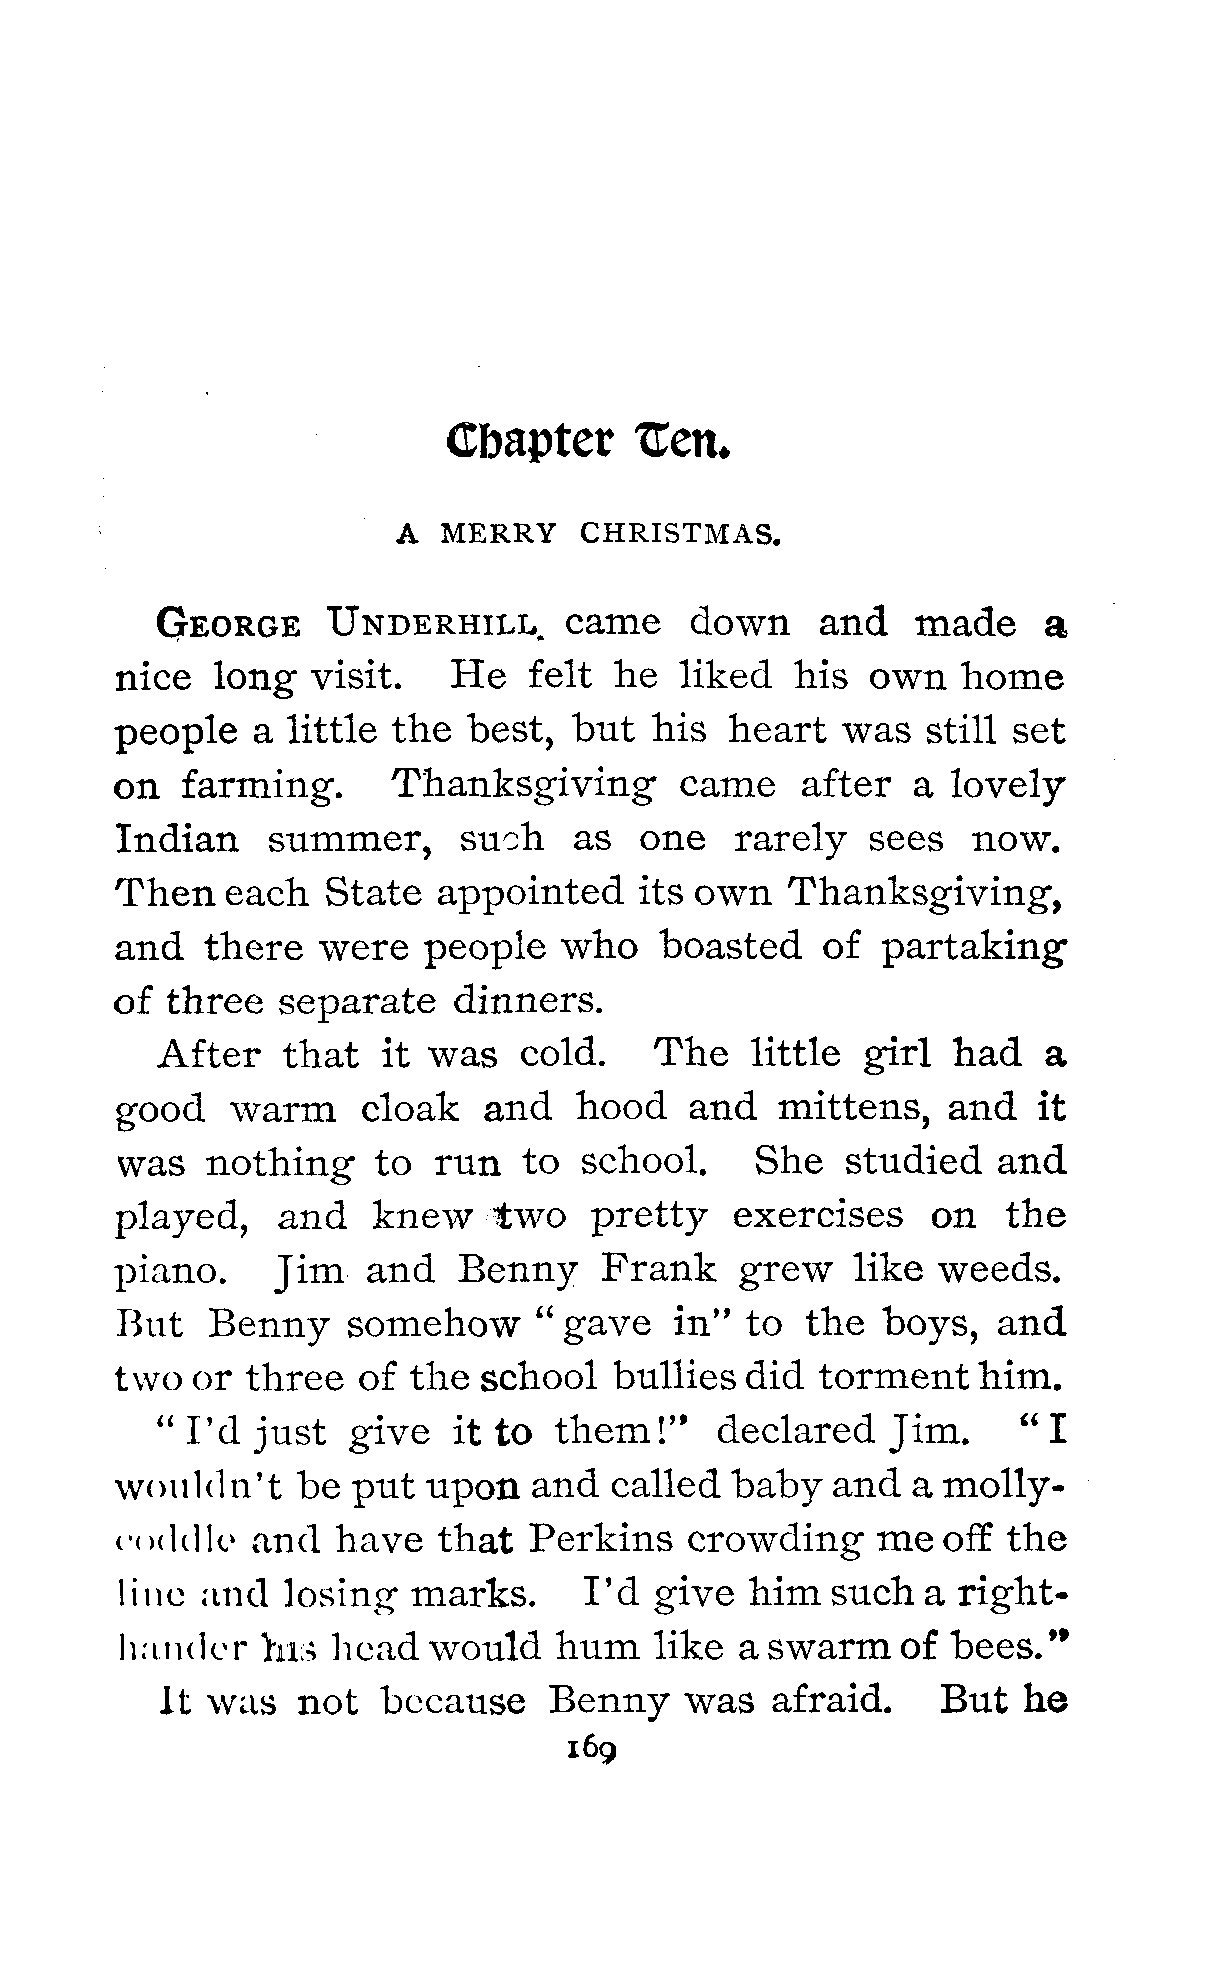 Chapter Ten.
A MERRY CHRISTMAS.
GEORGE UNDERHILL came down and made a
nice long visit. He felt he liked his own home
people a little the best, but his heart was still set
on farming. Thanksgiving came after a lovely
Indian summer, such as one rarely sees now.
Then each State appointed its own Thanksgiving,
and there were people who boasted of partaking
of three separate dinners.
After that it was cold. The little girl had a
good warm cloak and hood and mittens, and it
was nothing to run to school. She studied and
played, and knew two pretty exercises on the
piano. Jim and Benny Frank grew like weeds.
But Benny somehow "gave in" to the boys, and
two or three of the school bullies did torment him.
"I'd just give it to them!" declared Jim. "I
wouldn't be put upon and called baby and a molly-
coddle and have that Perkins crowding me off the
line and losing marks. I'd give him such a right-
hander his head would hum like a swarm of bees."
It was not because Benny was afraid. But he
169